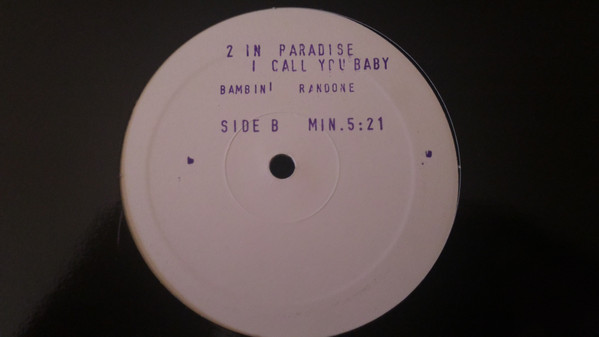 2 IN PARADISE
I CALL YOU BABY
BAMBINI RANDONE
SIDE B MIN.5:21